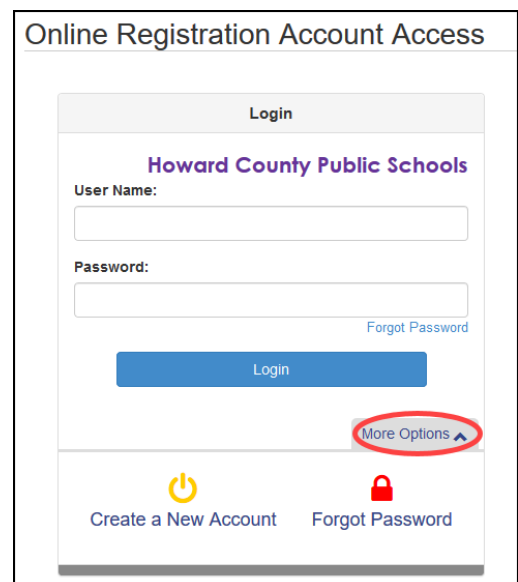 Online Registration Account Access
Login
Howard County Public Schools
User Name:
Password:
Forgot Password
Login
More Options
Create a New Account Forgot Password